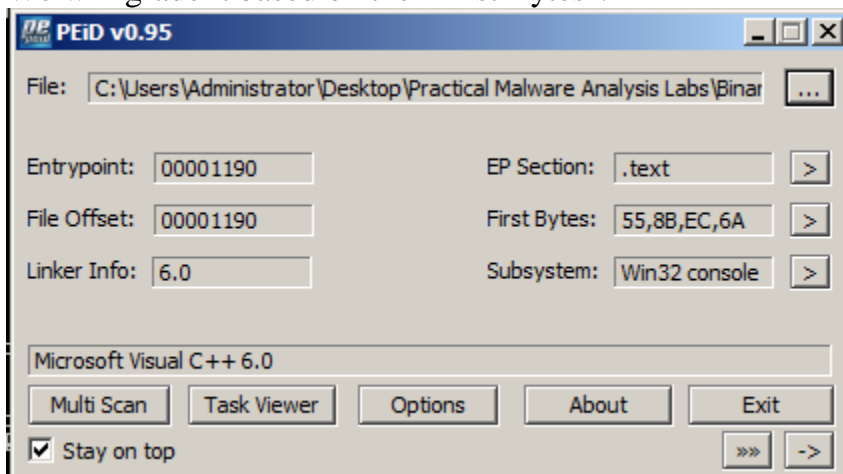 PEiD v0.95
File: C:\Users\Administrator\Desktop\Practical Malware Analysis Labs\Binar ...
Entrypoint: 00001190 EP Section: .text >
File Offset: 00001190 First Bytes: 55,8B,EC,6A >
Linker Info: 6.0 Subsystem: Win32 console >
Microsoft Visual C++ 6.0
Multi Scan Task Viewer Options About Exit
Stay on top »» ->